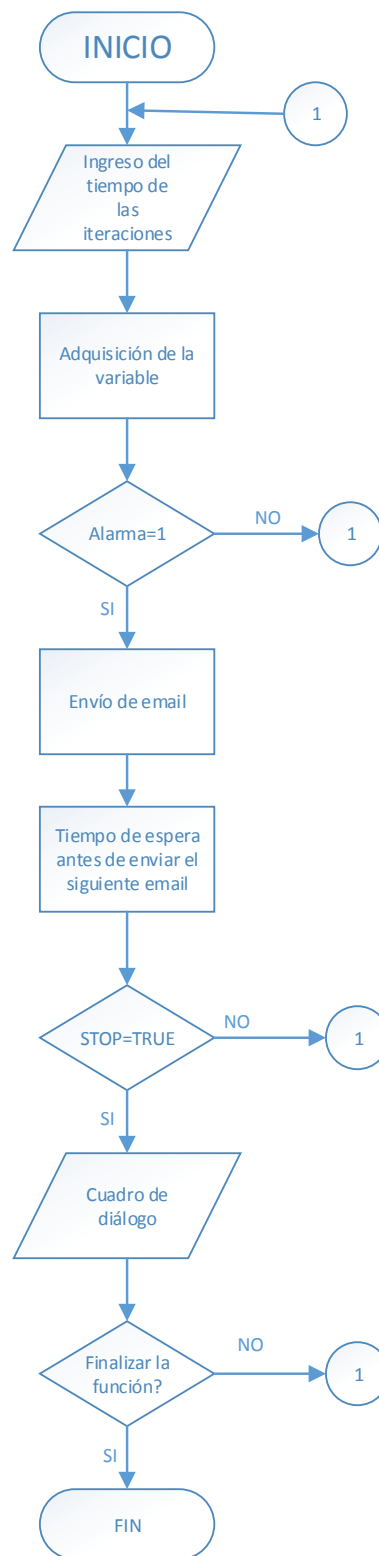 INICIO
1
Ingreso del
tiempo de
las
iteraciones
Adquisición de la
variable
Alarma=1
NO
1
SI
Envío de email
Tiempo de espera
antes de enviar el
siguiente email
STOP=TRUE
NO
1
SI
Cuadro de
diálogo
Finalizar la
función?
NO
1
SI
FIN